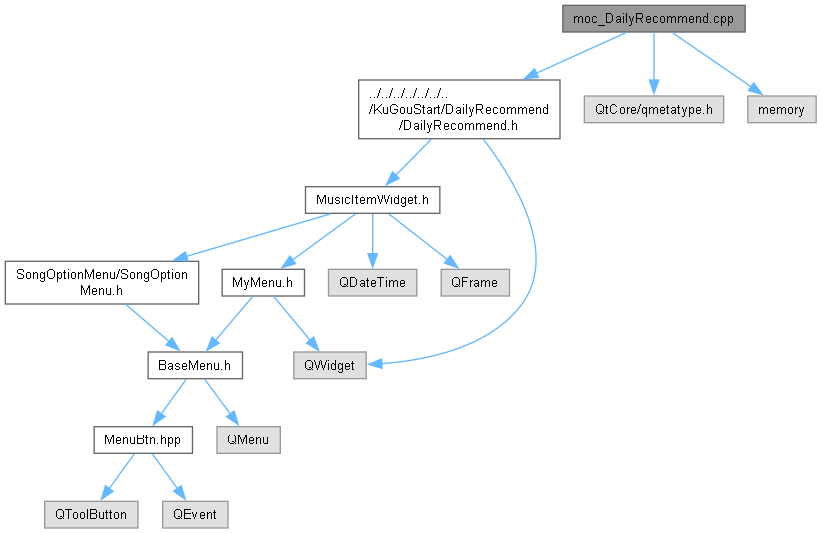 moc_DailyRecommend.cpp
../../../../../../..
/KuGouStart/DailyRecommend
/DailyRecommend.h
QtCore/qmetatype.h
memory
MusicItemWidget.h
SongOptionMenu/SongOption
Menu.h
MyMenu.h
QDateTime
QFrame
BaseMenu.h
QWidget
MenuBtn.hpp
QMenu
QToolButton
QEvent